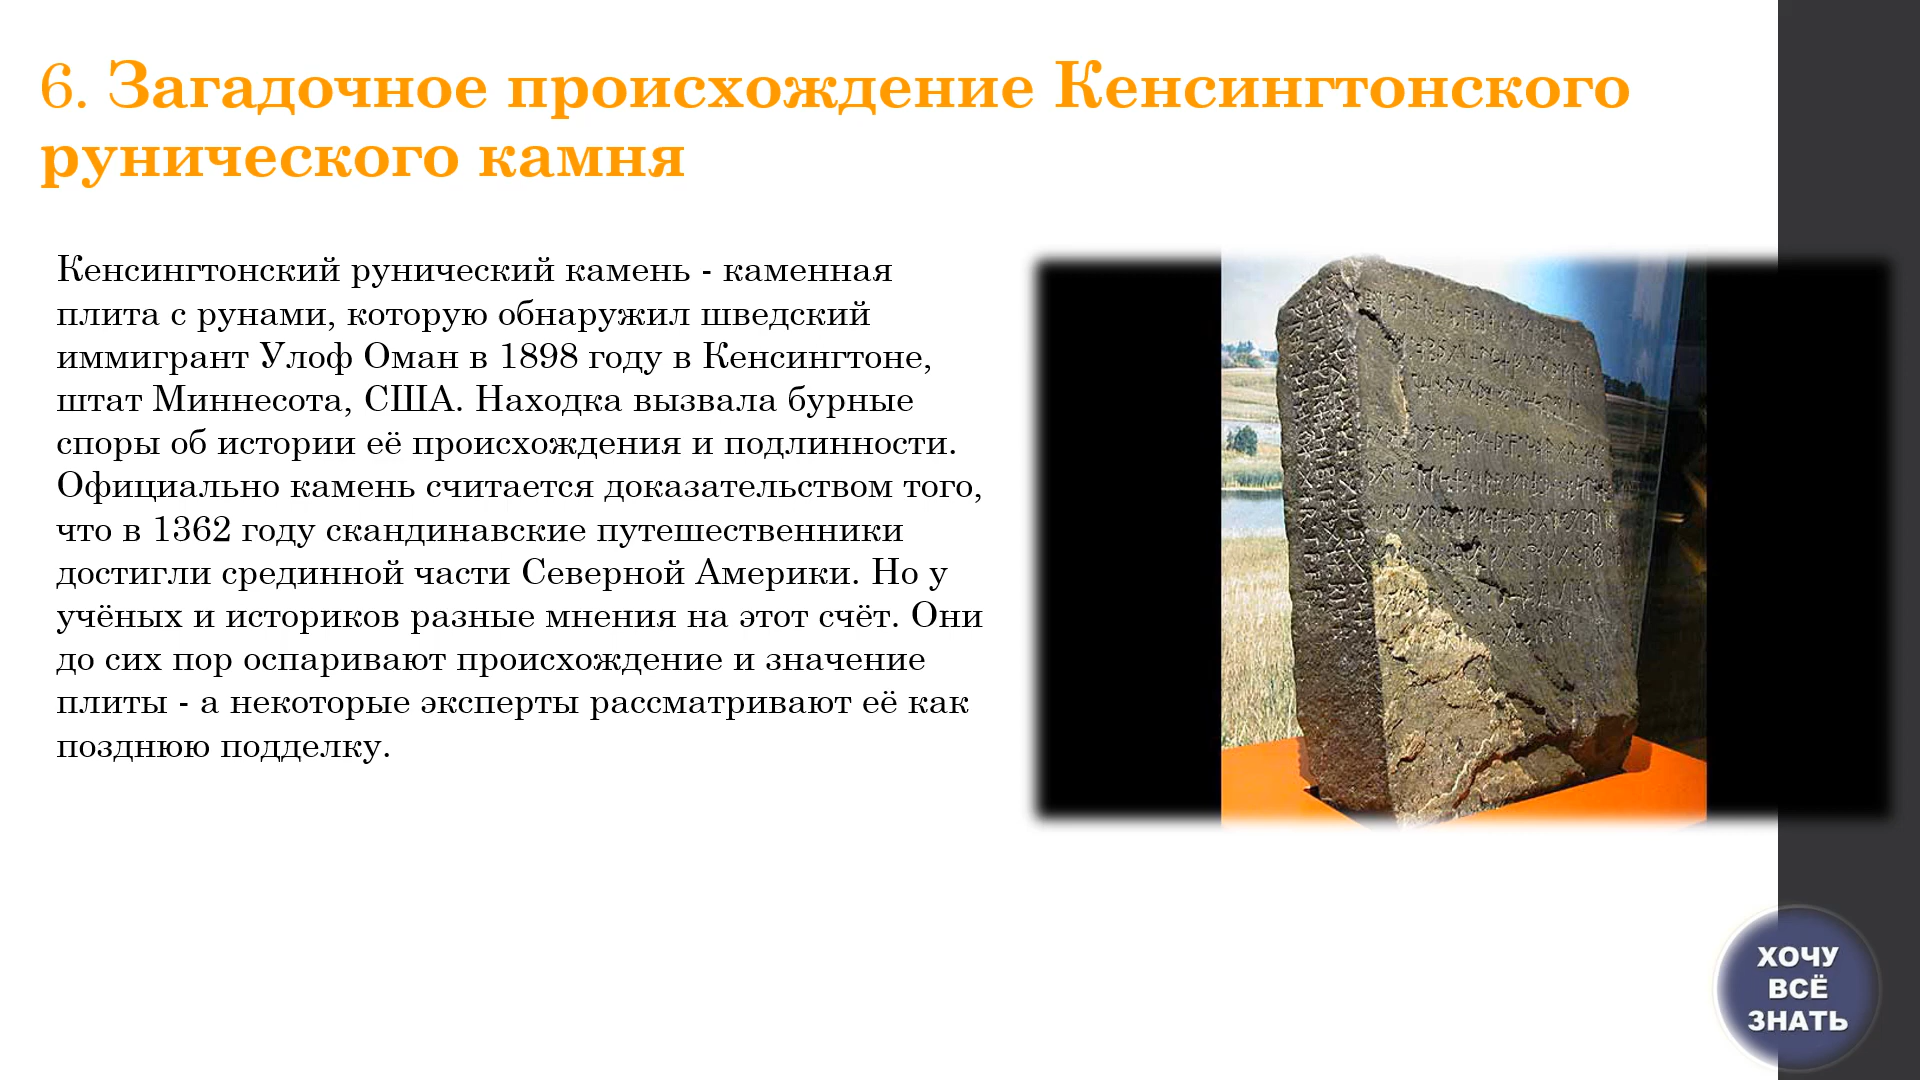 6. Загадочное происхождение Кенсингтонского
рунического камня
Кенсингтонский рунический камень - каменная
плита с рунами, которую обнаружил шведский
иммигрант Улоф Оман в 1898 году в Кенсингтоне,
штат Миннесота, США. Находка вызвала бурные
споры об истории её происхождения и подлинности.
Официально камень считается доказательством того,
что в 1362 году скандинавские путешественники
достигли срединной части Северной Америки. Но у
учёных и историков разные мнения на этот счёт. Они
до сих пор оспаривают происхождение и значение
плиты - а некоторые эксперты рассматривают её как
позднюю подделку.
ХОЧУ
ВСЁ
ЗНАТЬ